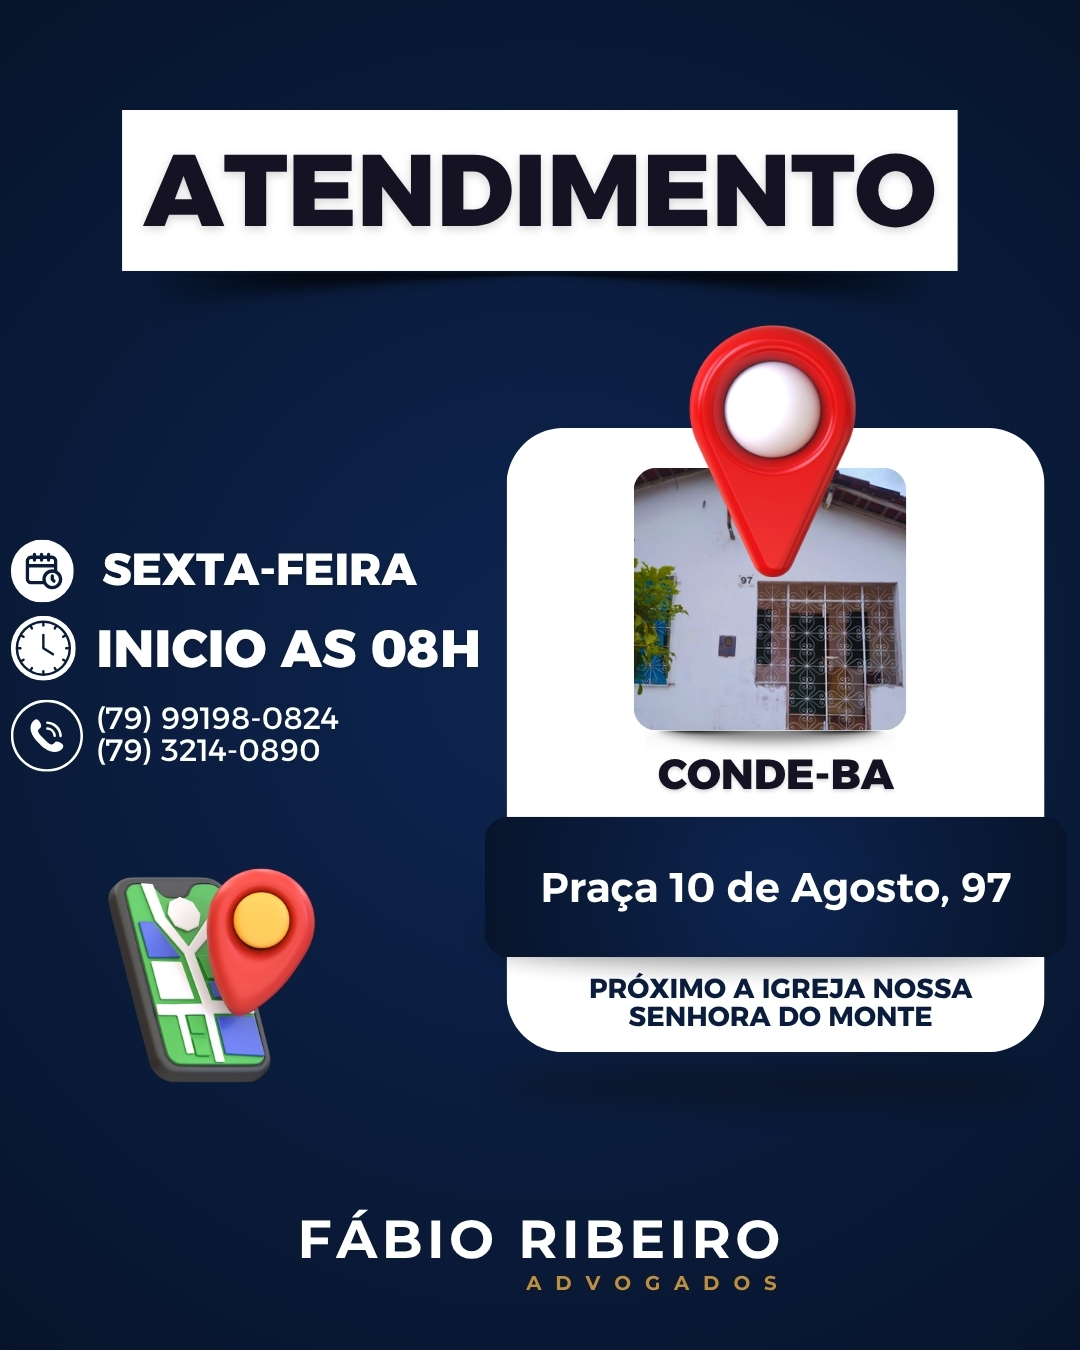 ATENDIMENTO
SEXTA-FEIRA
INICIO AS 08H
(79) 99198-0824
(79) 3214-0890
97
CONDE-BA
Praça 10 de Agosto, 97
PRÓXIMO A IGREJA NOSSA
SENHORA DO MONTE
FÁBIO RIBEIRO
ADVOGADOS